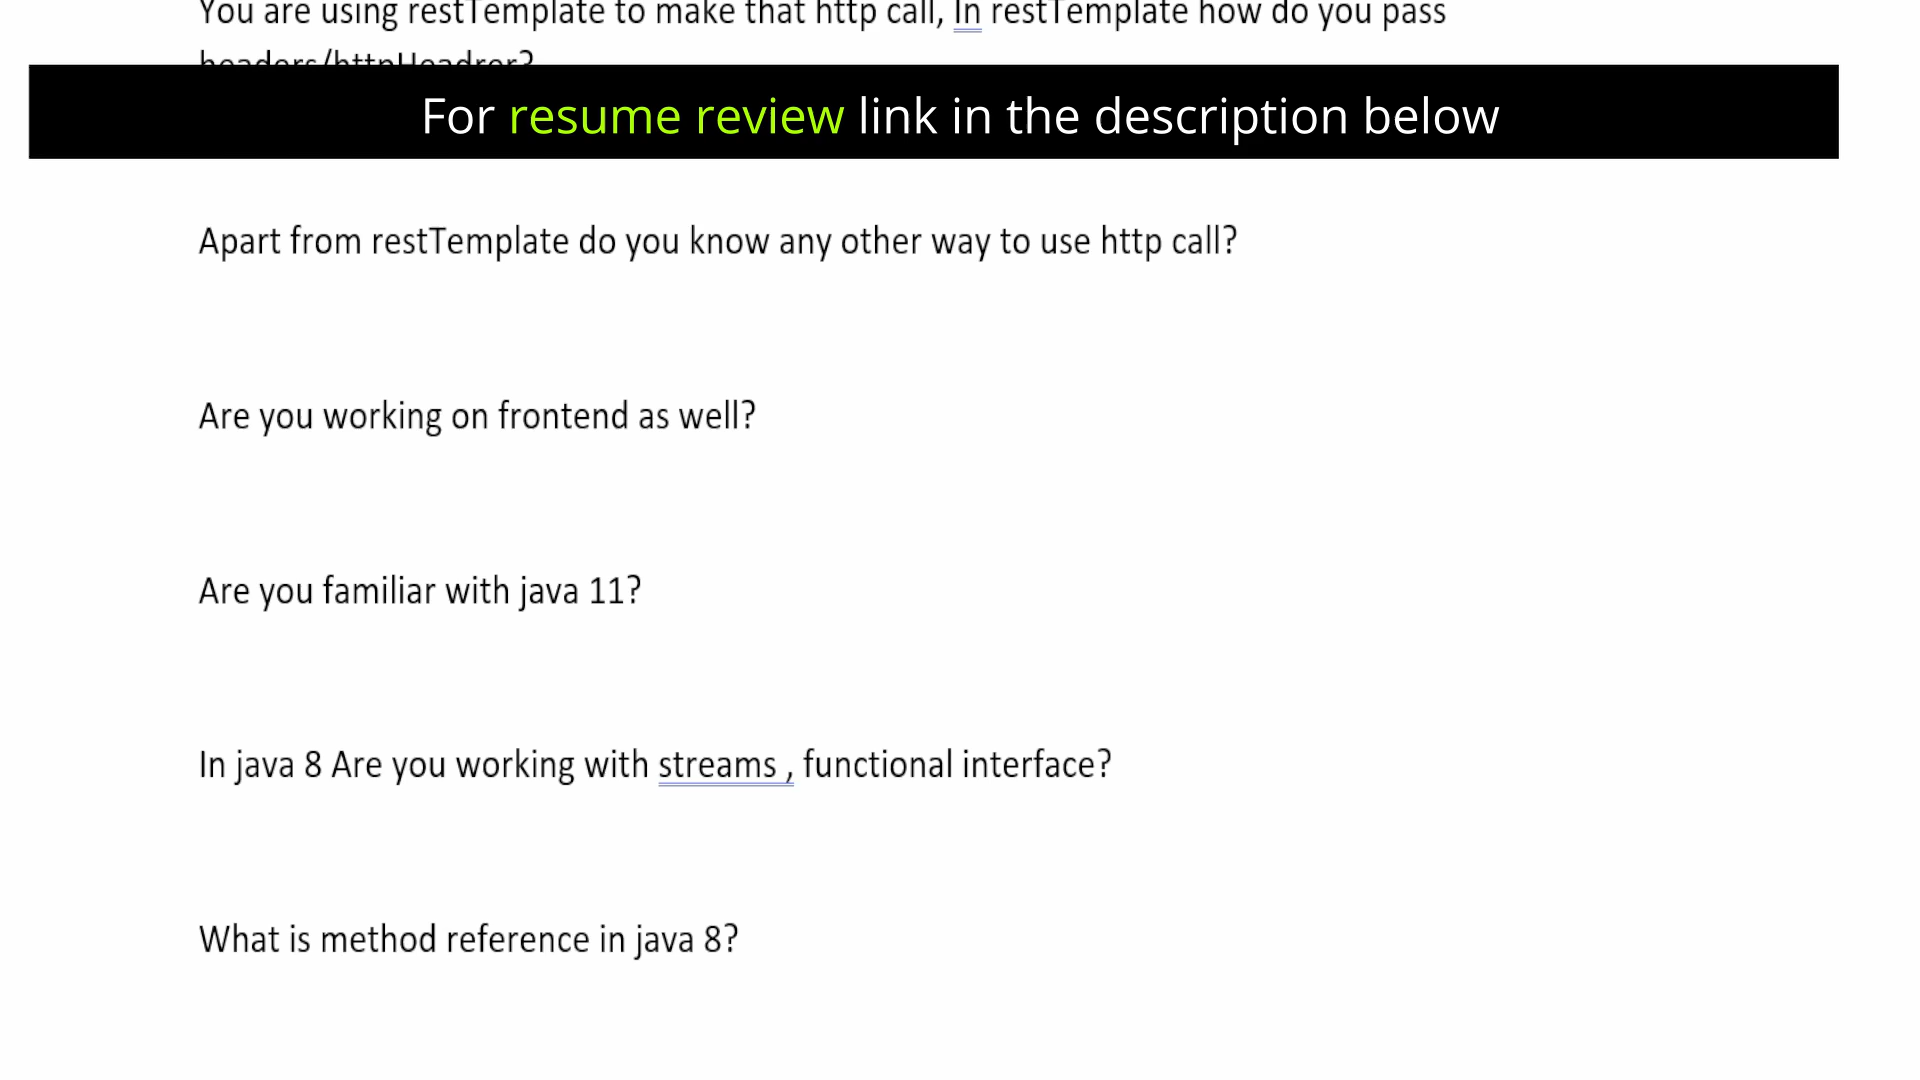 You are using restTemplate to make that http call, In restTemplate how do you pass
headers/httpHeadrer?
For resume review link in the description below
Apart from restTemplate do you know any other way to use http call?
Are you working on frontend as well?
Are you familiar with java 11?
In java 8 Are you working with streams , functional interface?
What is method reference in java 8?